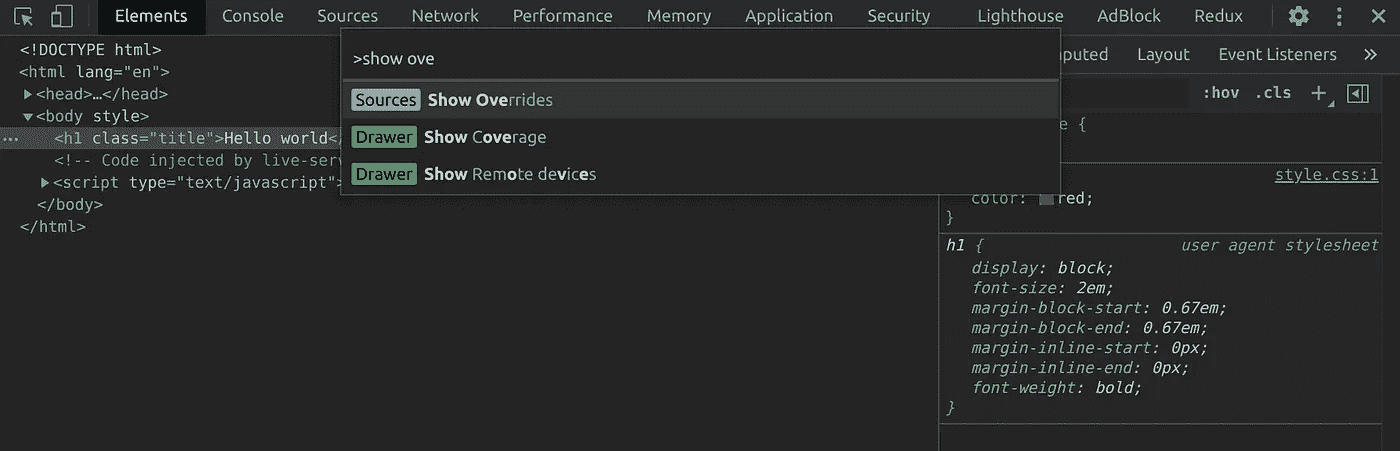 Elements Console Sources Network Performance Memory Application Security Lighthouse AdBlock Redux
>show ove
Sources Show Overrides
Drawer Show Coverage
Drawer Show Remote devices
<!DOCTYPE html>
<html lang="en">
▶<head>…</head>
▼<body style>
… <h1 class="title">Hello world</
<!-- Code injected by live-serv
▶<script type="text/javascript">
</body>
</html>
Layout Event Listeners »
:hov .cls +
{
style.css:1
color: red;
}
h1 { user agent stylesheet
display: block;
font-size: 2em;
margin-block-start: 0.67em;
margin-block-end: 0.67em;
margin-inline-start: 0px;
margin-inline-end: 0px;
font-weight: bold;
}